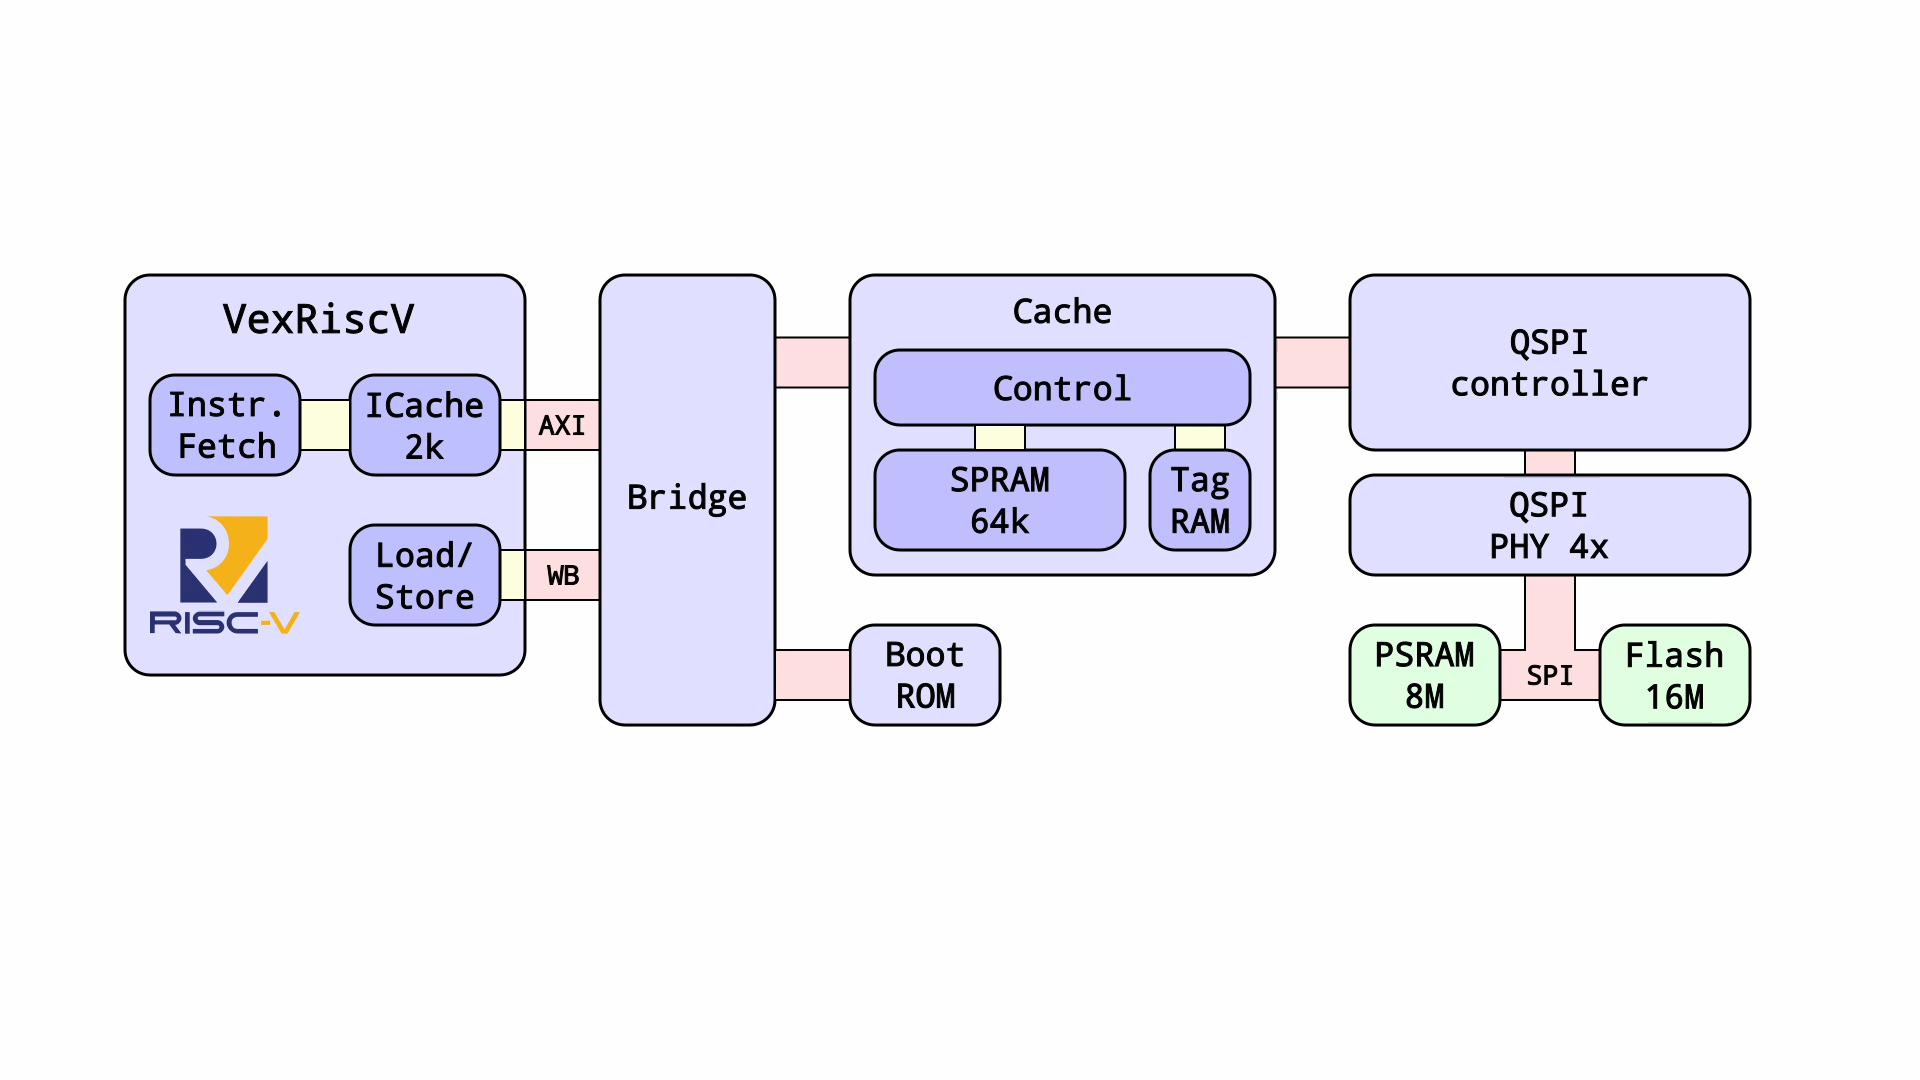 VexRiscV
Instr.
Fetch
ICache
2k
AXI
Load/
Store
WB
RISC-V
Bridge
Cache
Control
SPRAM
64k
Tag
RAM
Boot
ROM
QSPI
controller
QSPI
PHY 4x
PSRAM
8M
SPI
Flash
16M